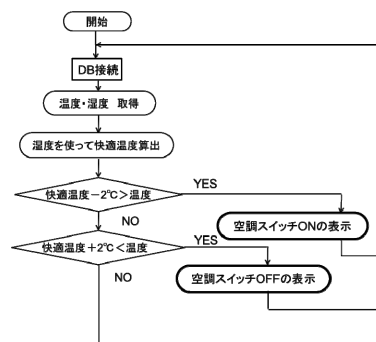 開始
DB接続
温度・湿度 取得
湿度を使って快適温度算出
快適温度－2℃＞温度
YES
NO
空調スイッチONの表示
快適温度＋2℃＜温度
YES
NO
空調スイッチOFFの表示